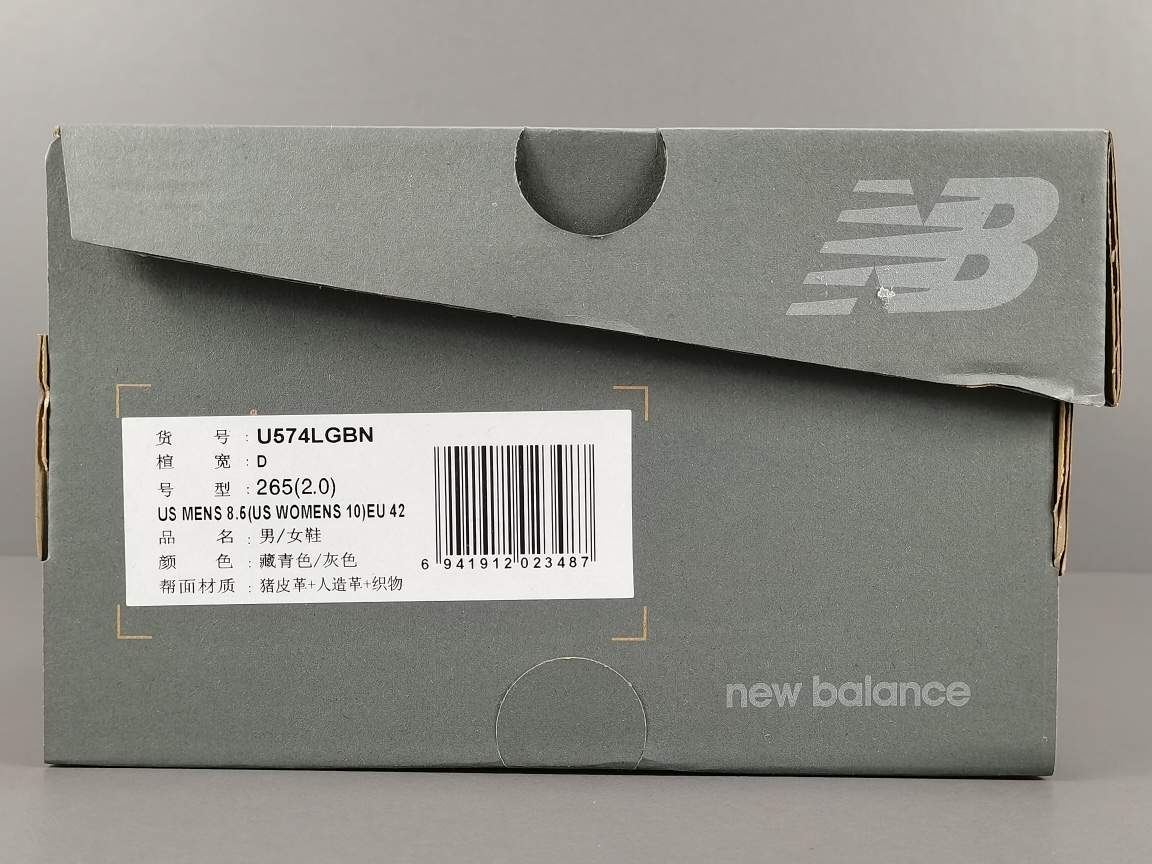 NB
货 号 : U574LGBN
楦 宽 : D
号 型 : 265(2.0)
US MENS 8.5(US WOMENS 10)EU 42
品 名 : 男/女鞋
颜 色 : 藏青色/灰色
帮面材质 : 猪皮革+人造革+织物
6 941912 023487
new balance